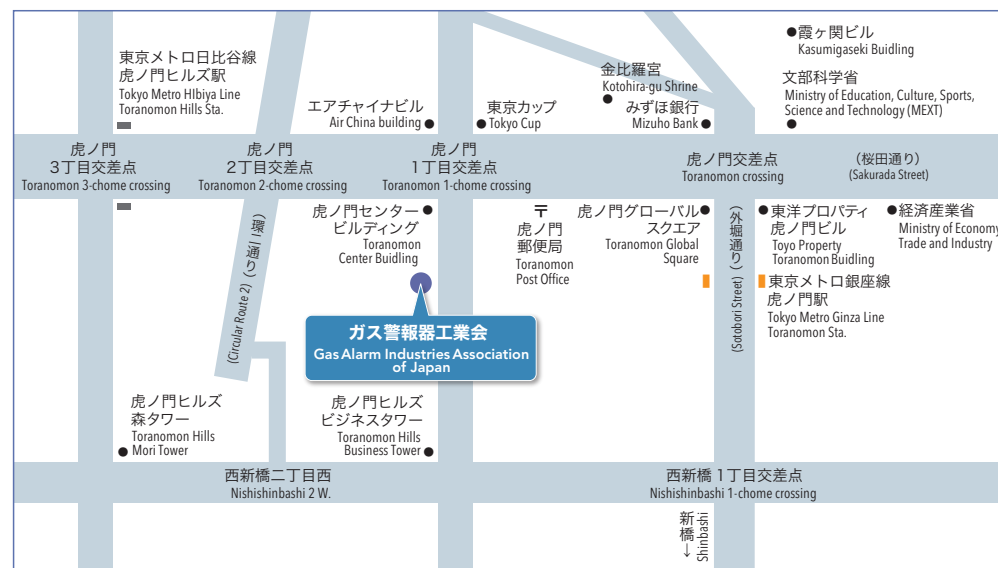 東京メトロ日比谷線
虎ノ門ヒルズ駅
Tokyo Metro HIbiya Line
Toranomon Hills Sta.
エアチャイナビル
Air China building
東京カップ
Tokyo Cup
金比羅宮
Kotohira-gu Shrine
みずほ銀行
Mizuho Bank
霞ヶ関ビル
Kasumigaseki Buidling
文部科学省
Ministry of Education, Culture, Sports,
Science and Technology (MEXT)
虎ノ門
3丁目交差点
Toranomon 3-chome crossing
虎ノ門
2丁目交差点
Toranomon 2-chome crossing
虎ノ門
1丁目交差点
Toranomon 1-chome crossing
虎ノ門交差点
Toranomon crossing
(桜田通り)
(Sakurada Street)
(環二通り)
(Circular Route 2)
虎ノ門センター
ビルディング
Toranomon
Center Buidling
〒
虎ノ門
郵便局
Toranomon
Post Office
虎ノ門グローバル
スクエア
Toranomon Global
Square
(外堀通り)
(Sotobori Street)
東洋プロパティ
虎ノ門ビル
Toyo Property
Toranomon Buidling
経済産業省
Ministry of Economy
Trade and Industry
東京メトロ銀座線
虎ノ門駅
Tokyo Metro Ginza Line
Toranomon Sta.
ガス警報器工業会
Gas Alarm Industries Association
of Japan
虎ノ門ヒルズ
森タワー
Toranomon Hills
Mori Tower
虎ノ門ヒルズ
ビジネスタワー
Toranomon Hills
Business Tower
西新橋二丁目西
Nishishinbashi 2 W.
西新橋 1丁目交差点
Nishishinbashi 1-chome crossing
新橋→
Shinbashi